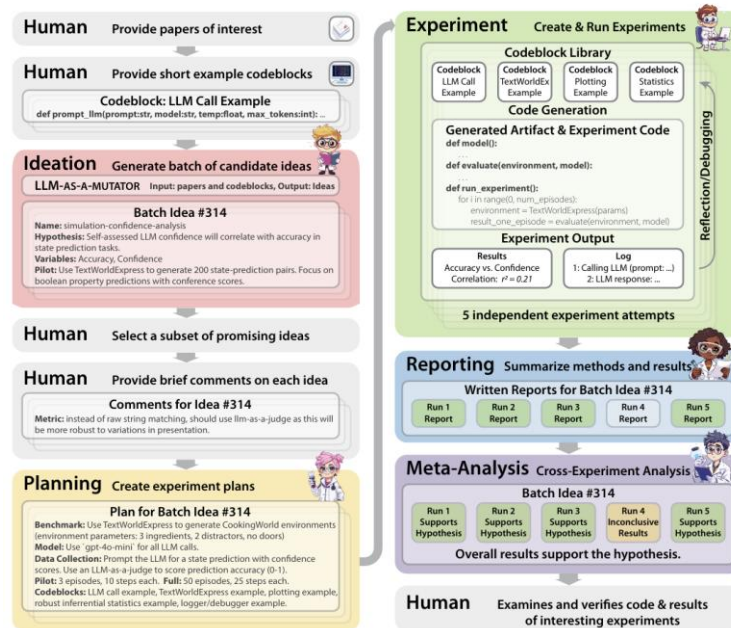 Human Provide papers of interest
Human Provide short example codeblocks
Codeblock: LLM Call Example
def prompt_llm(prompt:str, model:str, temp:float, max_tokens:int): ...
Ideation Generate batch of candidate ideas
LLM-AS-A-MUTATOR Input: papers and codeblocks, Output: Ideas
Batch Idea #314
Name: simulation-confidence-analysis
Hypothesis: Self-assessed LLM confidence will correlate with accuracy in
state prediction tasks.
Variables: Accuracy, Confidence
Pilot: Use TextWorldExpress to generate 200 state-prediction pairs. Focus on
boolean property predictions with conference scores.
Human Select a subset of promising ideas
Human Provide brief comments on each idea
Comments for Idea #314
Metric: instead of raw string matching, should use llm-as-a-judge as this will
be more robust to variations in presentation.
Planning Create experiment plans
Plan for Batch Idea #314
Benchmark: Use TextWorldExpress to generate CookingWorld environments
(environment parameters: 3 ingredients, 2 distractors, no doors)
Model: Use `gpt-4o-mini` for all LLM calls.
Data Collection: Prompt the LLM for a state prediction with confidence
scores. Use an LLM-as-a-judge to score prediction accuracy (0-1).
Pilot: 3 episodes, 10 steps each. Full: 50 episodes, 25 steps each.
Codeblocks: LLM call example, TextWorldExpress example, plotting example,
robust inferrential statistics example, logger/debugger example.
Experiment Create & Run Experiments
Codeblock Library
Codeblock
LLM Call
Example
Codeblock
TextWorldEx
Example
Codeblock
Plotting
Example
Codeblock
Statistics
Example
Code Generation
Generated Artifact & Experiment Code
def model():
...
def evaluate(environment, model):
...
def run_experiment():
for i in range(0, num_episodes):
environment = TextWorldExpress(params)
result_one_episode = evaluate(environment, model)
Reflection/Debugging
Experiment Output
Results
Accuracy vs. Confidence
Correlation: r² = 0.21
Log
1: Calling LLM (prompt: ...)
2: LLM response: ...
5 independent experiment attempts
Reporting Summarize methods and results
Written Reports for Batch Idea #314
Run 1
Report
Run 2
Report
Run 3
Report
Run 4
Report
Run 5
Report
Meta-Analysis Cross-Experiment Analysis
Batch Idea #314
Run 1
Supports
Hypothesis
Run 2
Supports
Hypothesis
Run 3
Supports
Hypothesis
Run 4
Inconclusive
Results
Run 5
Supports
Hypothesis
Overall results support the hypothesis.
Human Examines and verifies code & results
of interesting experiments